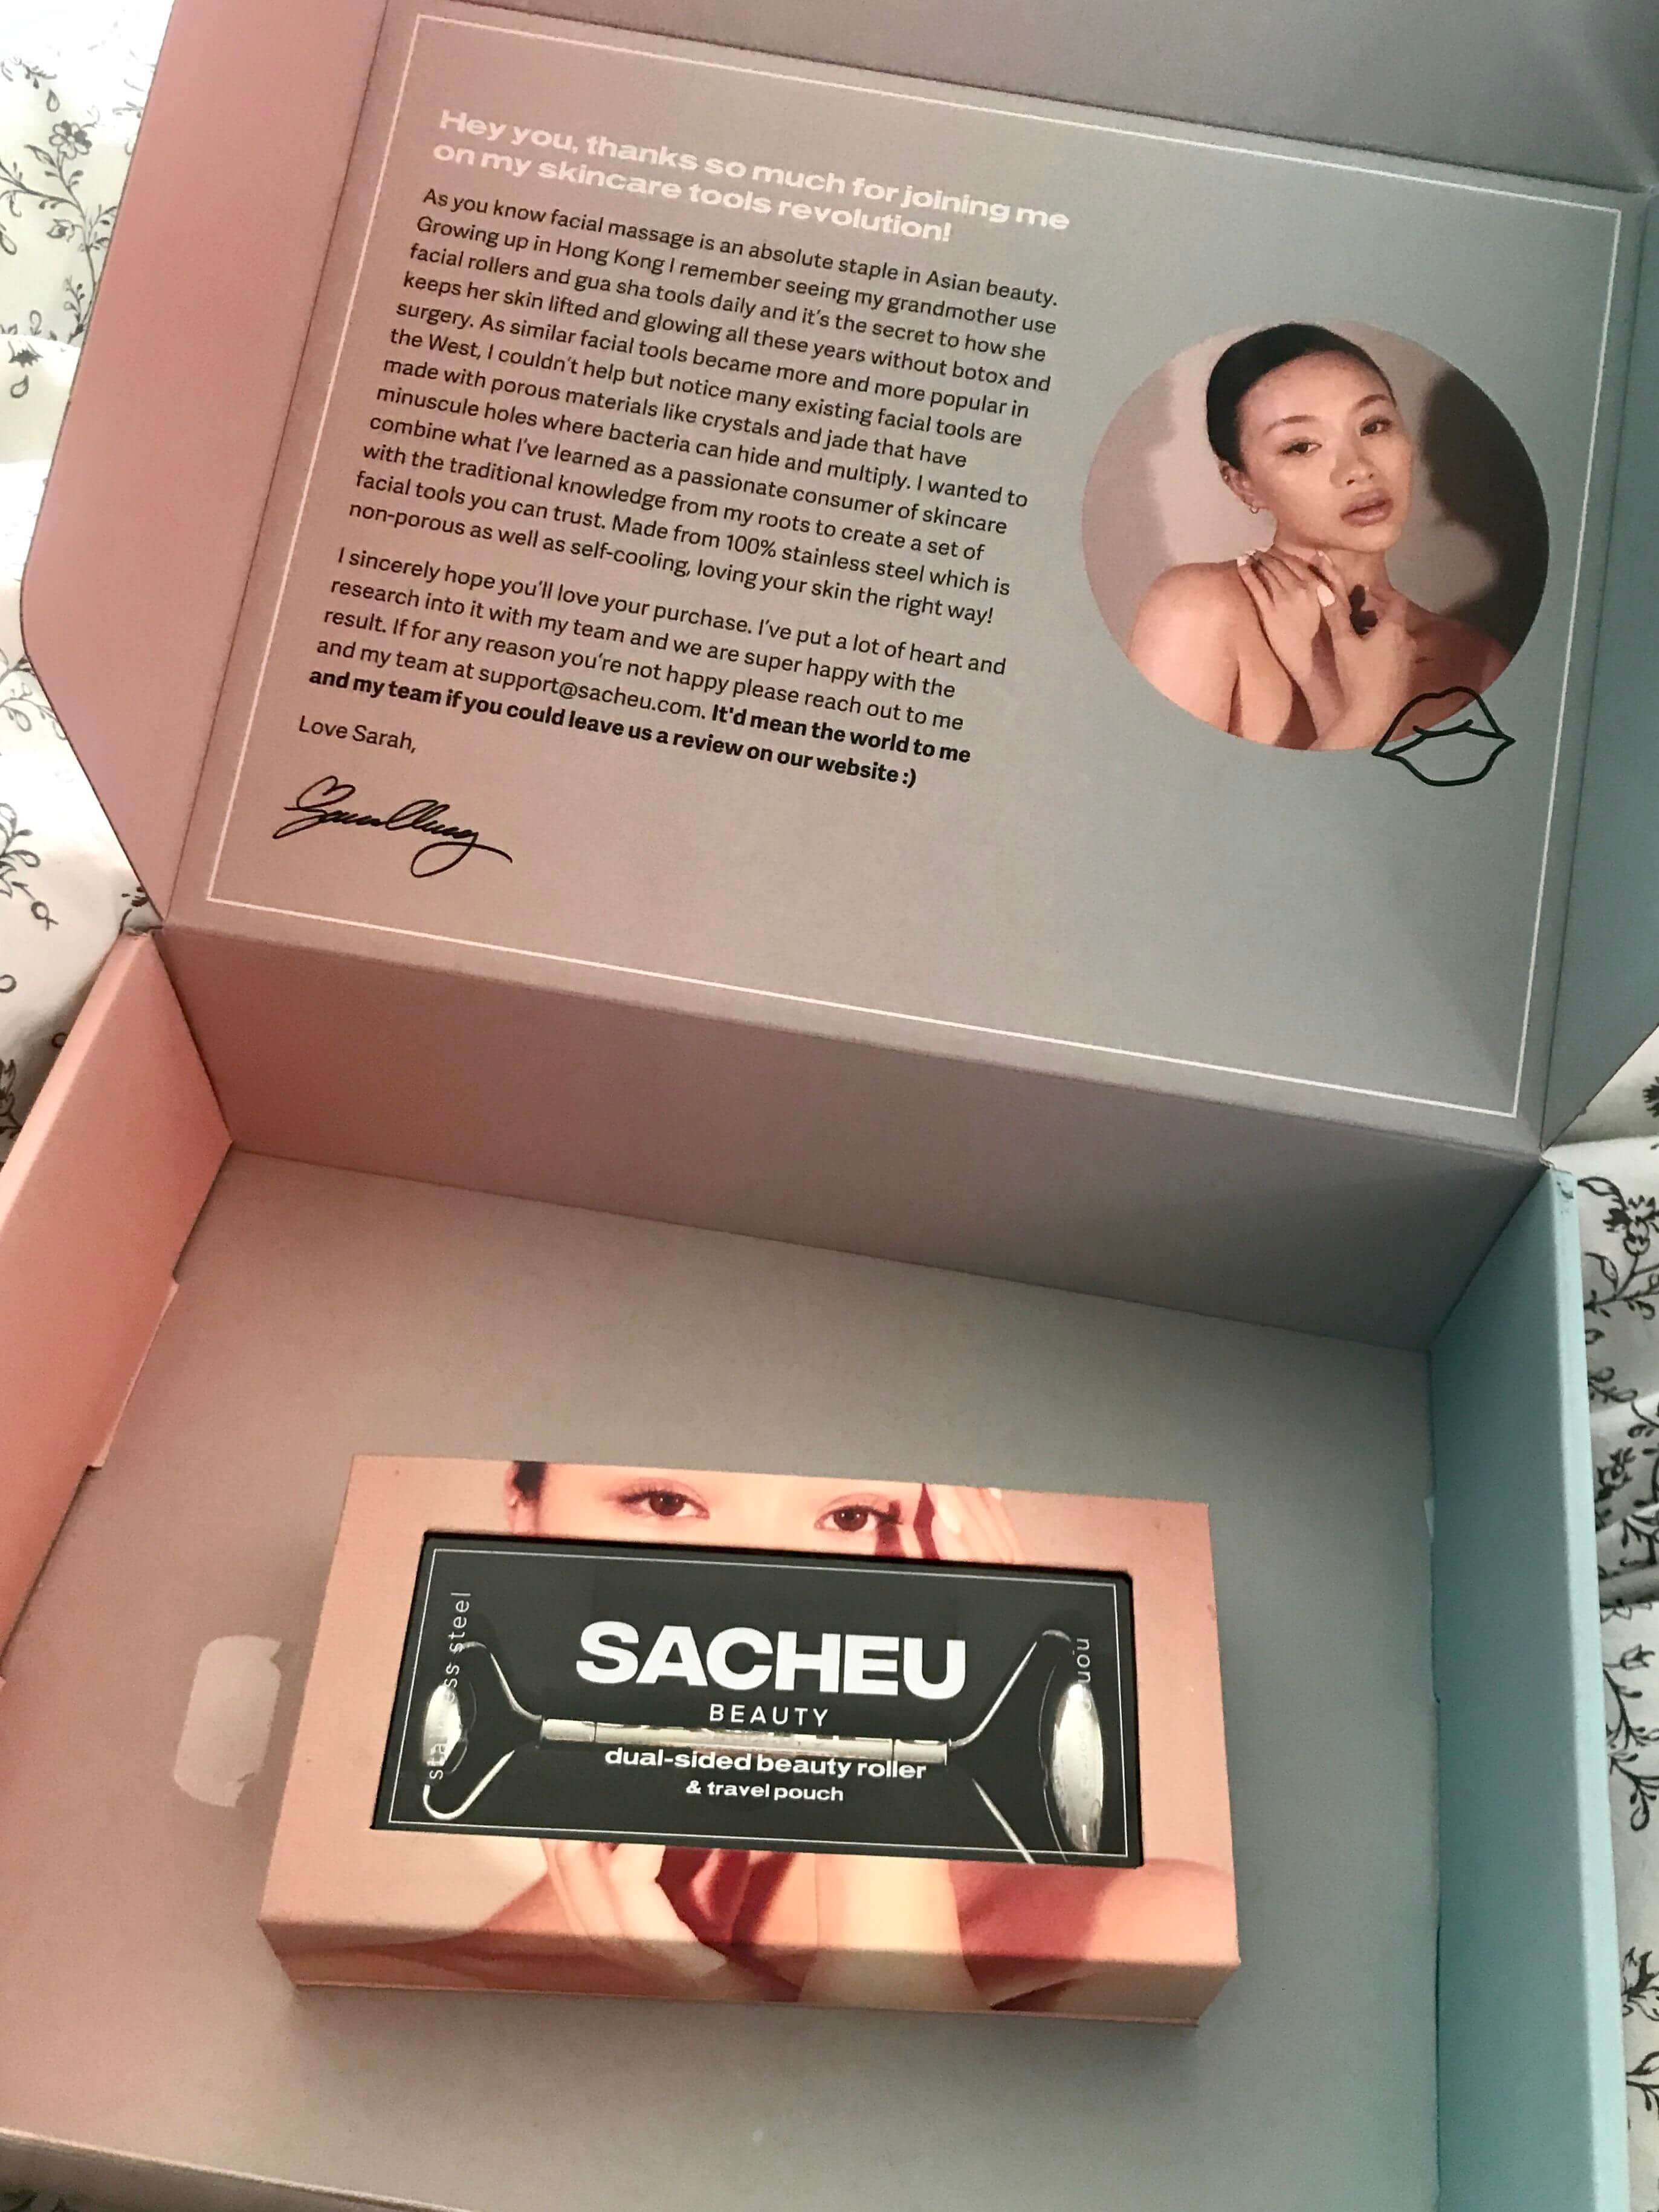 Hey you, thanks so much for joining me
on my skincare tools revolution!
As you know facial massage is an absolute staple in Asian beauty.
Growing up in Hong Kong I remember seeing my grandmother use
facial rollers and gua sha tools daily and it's the secret to how she
keeps her skin lifted and glowing all these years without botox and
surgery. As similar facial tools became more and more popular in
the West, I couldn't help but notice many existing facial tools are
made with porous materials like crystals and jade that have
minuscule holes where bacteria can hide and multiply. I wanted to
combine what I've learned as a passionate consumer of skincare
with the traditional knowledge from my roots to create a set of
facial tools you can trust. Made from 100% stainless steel which is
non-porous as well as self-cooling, loving your skin the right way!
I sincerely hope you'll love your purchase. I've put a lot of heart and
research into it with my team and we are super happy with the
result. If for any reason you're not happy please reach out to me
and my team at support@sacheu.com. It'd mean the world to me
and my team if you could leave us a review on our website :)
Love Sarah,
SACHEU
BEAUTY
dual-sided beauty roller
& travel pouch
steel
non